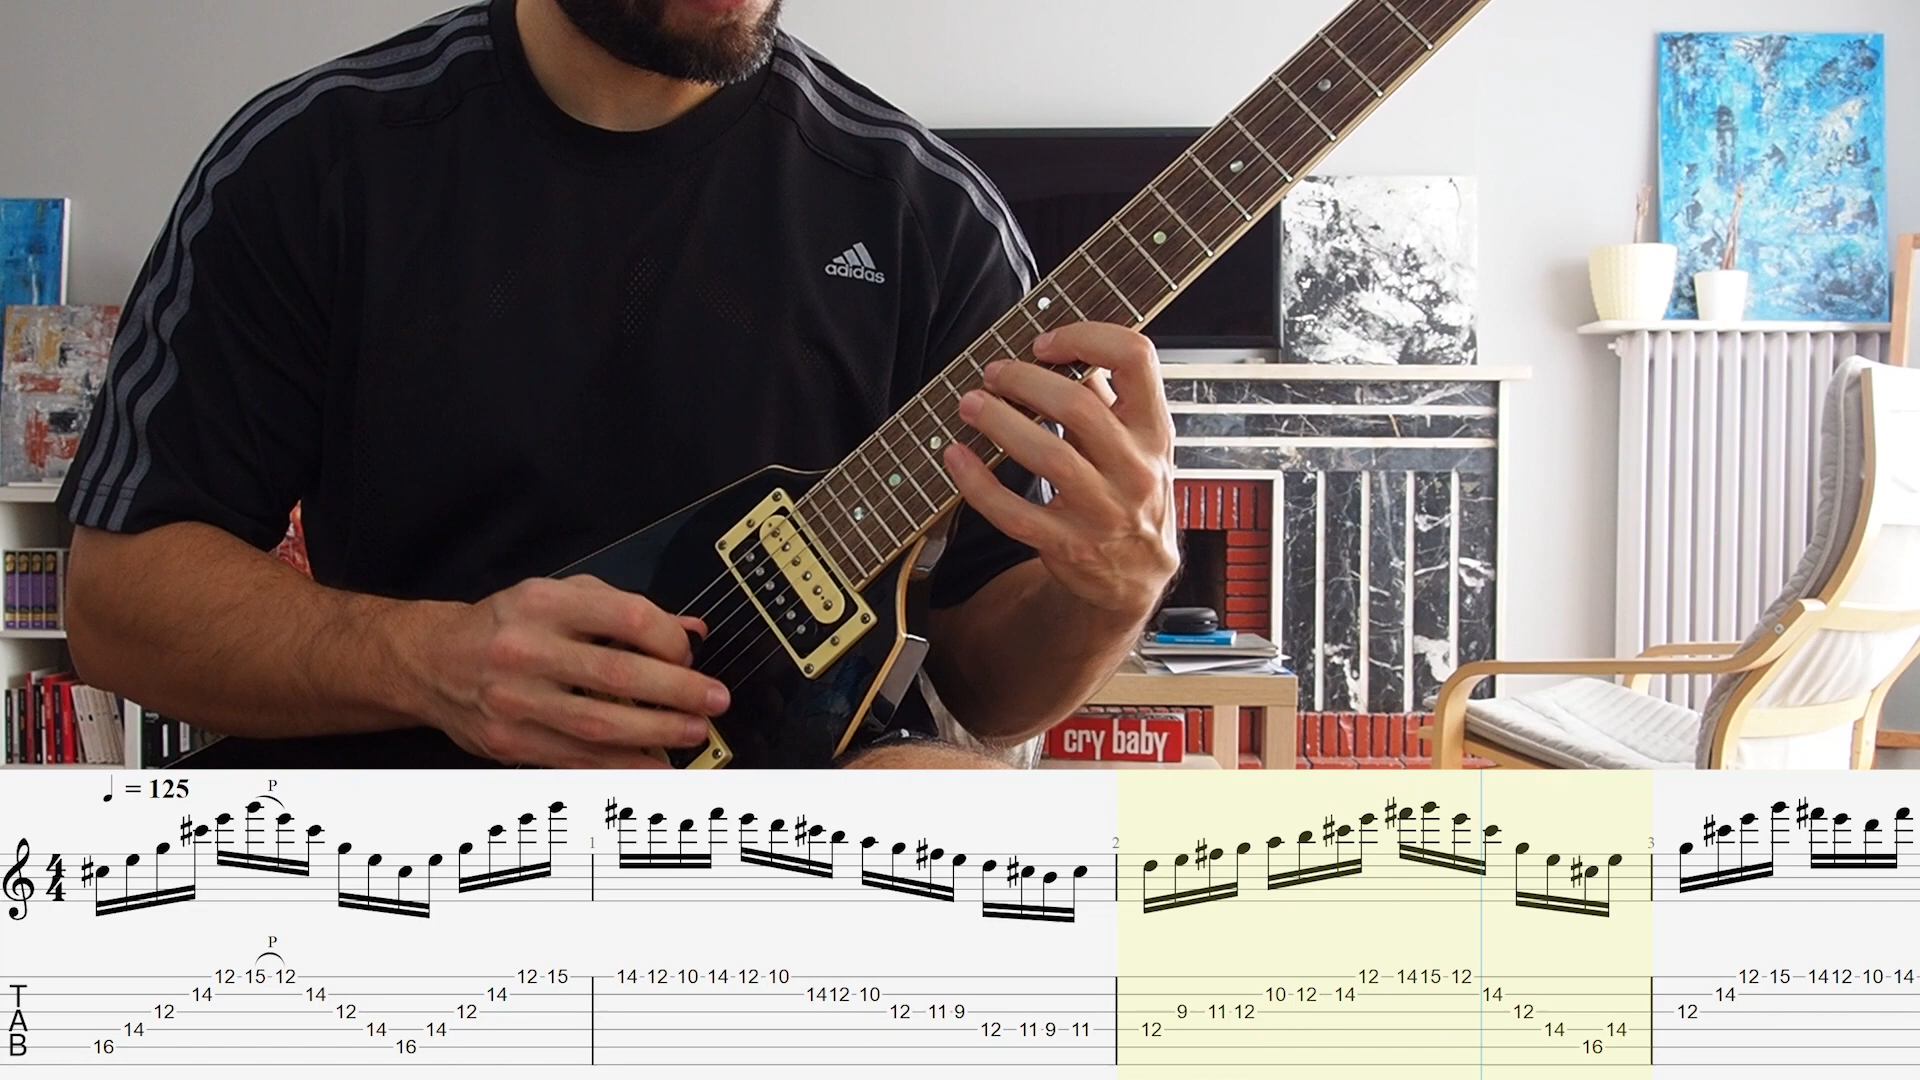 adidas
cry baby
= 125
P
1
2
3
4
4
P
12 15 12 12 15 14 12 10 14 12 10 12 14 15 12 12 15 14 12 10 14
T 14 14 14 14 12 10 10 12 14 14 14
A 12 12 12 12 11 9 9 11 12 12 12
14 14 14 12 11 9 11 12 14 14
B 16 16 16